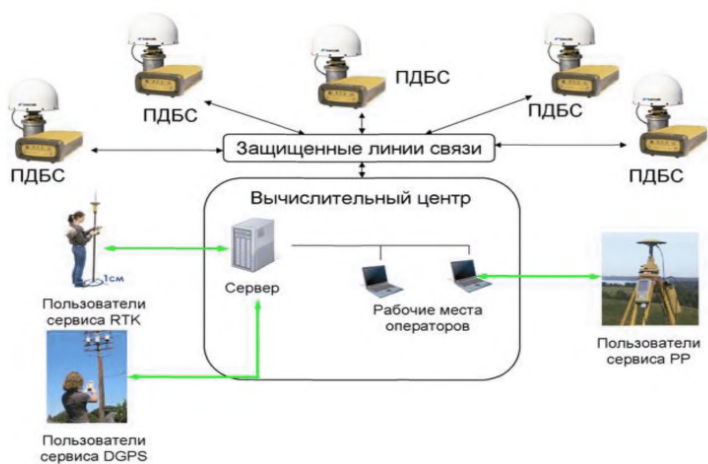 ПДБС
ПДБС
ПДБС
ПДБС
ПДБС
Защищенные линии связи
Вычислительный центр
1см
Сервер
Рабочие места
операторов
Пользователи
сервиса RTK
Пользователи
сервиса PP
Пользователи
сервиса DGPS